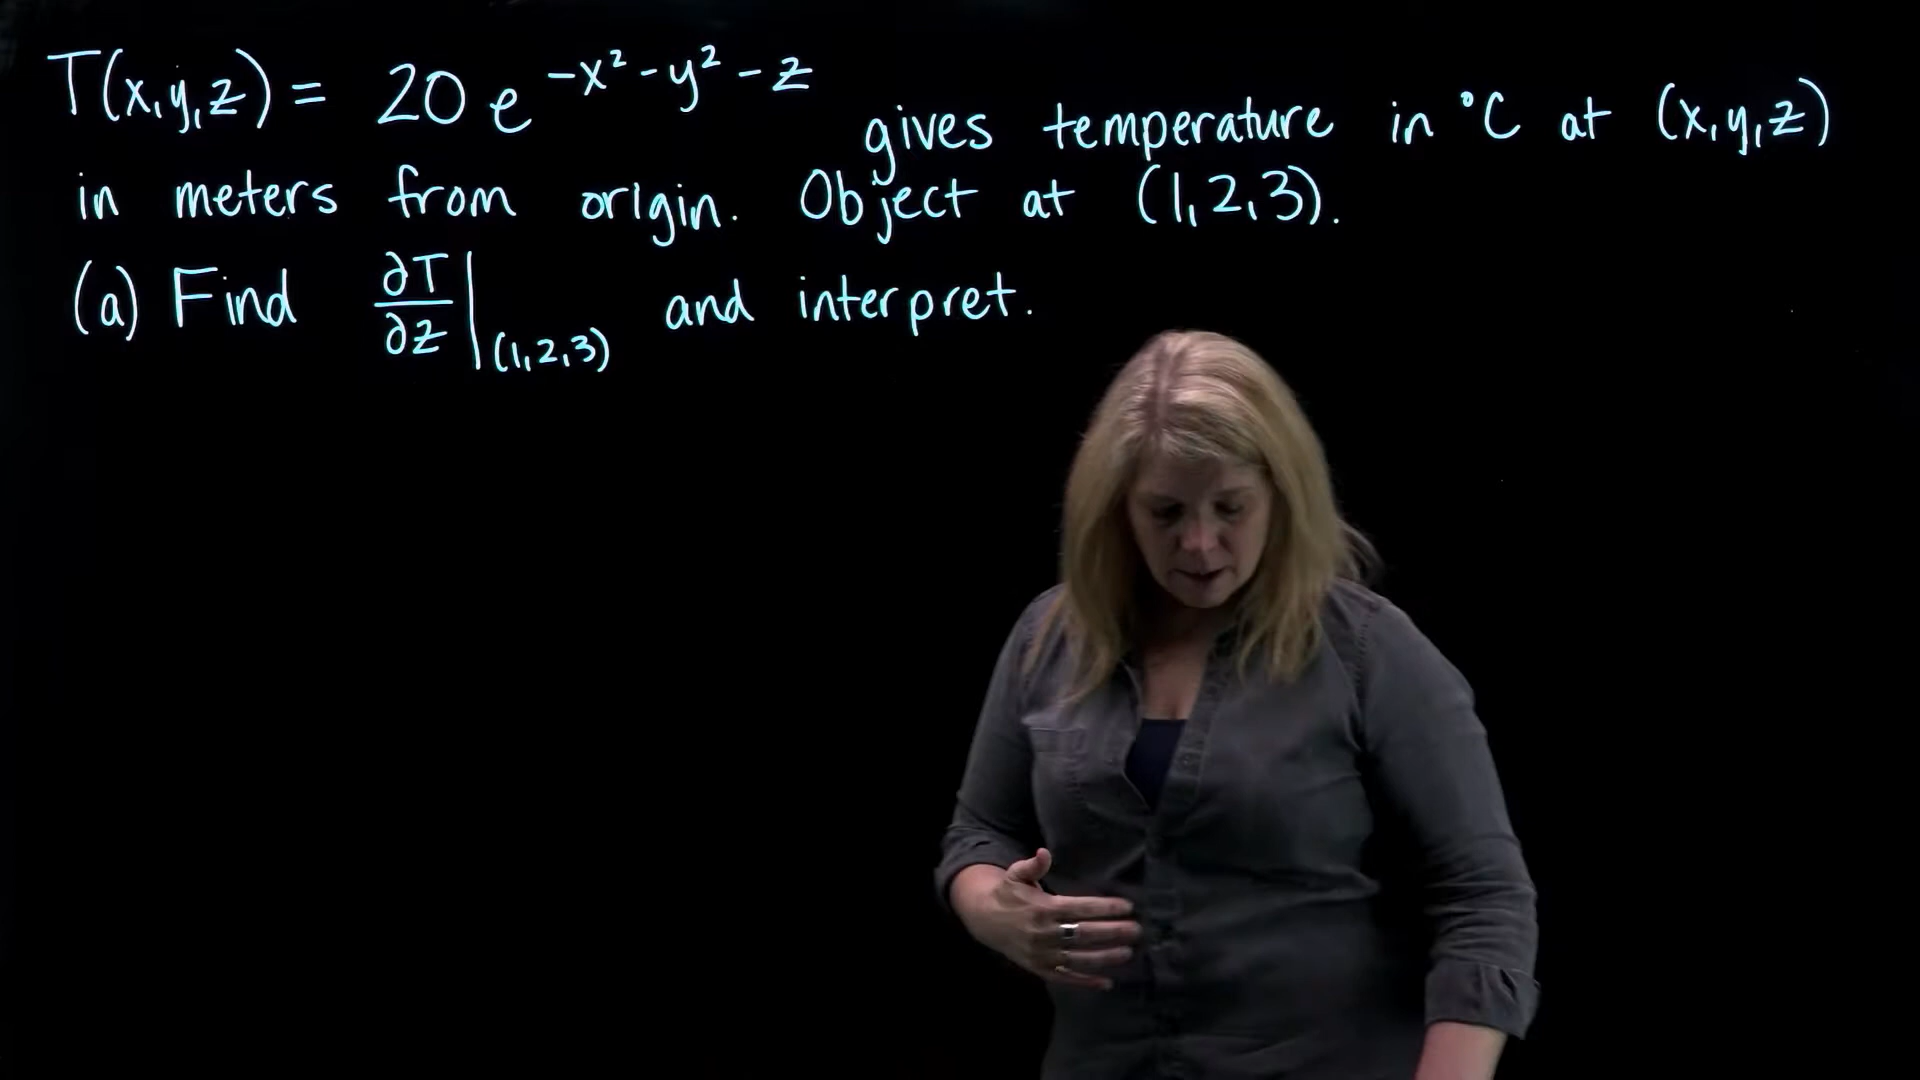 T(x,y,z) = 20 e^{-x²-y²-z} gives temperature in °C at (x,y,z)
in meters from origin. Object at (1,2,3).
(a) Find ∂T/∂z|_(1,2,3) and interpret.